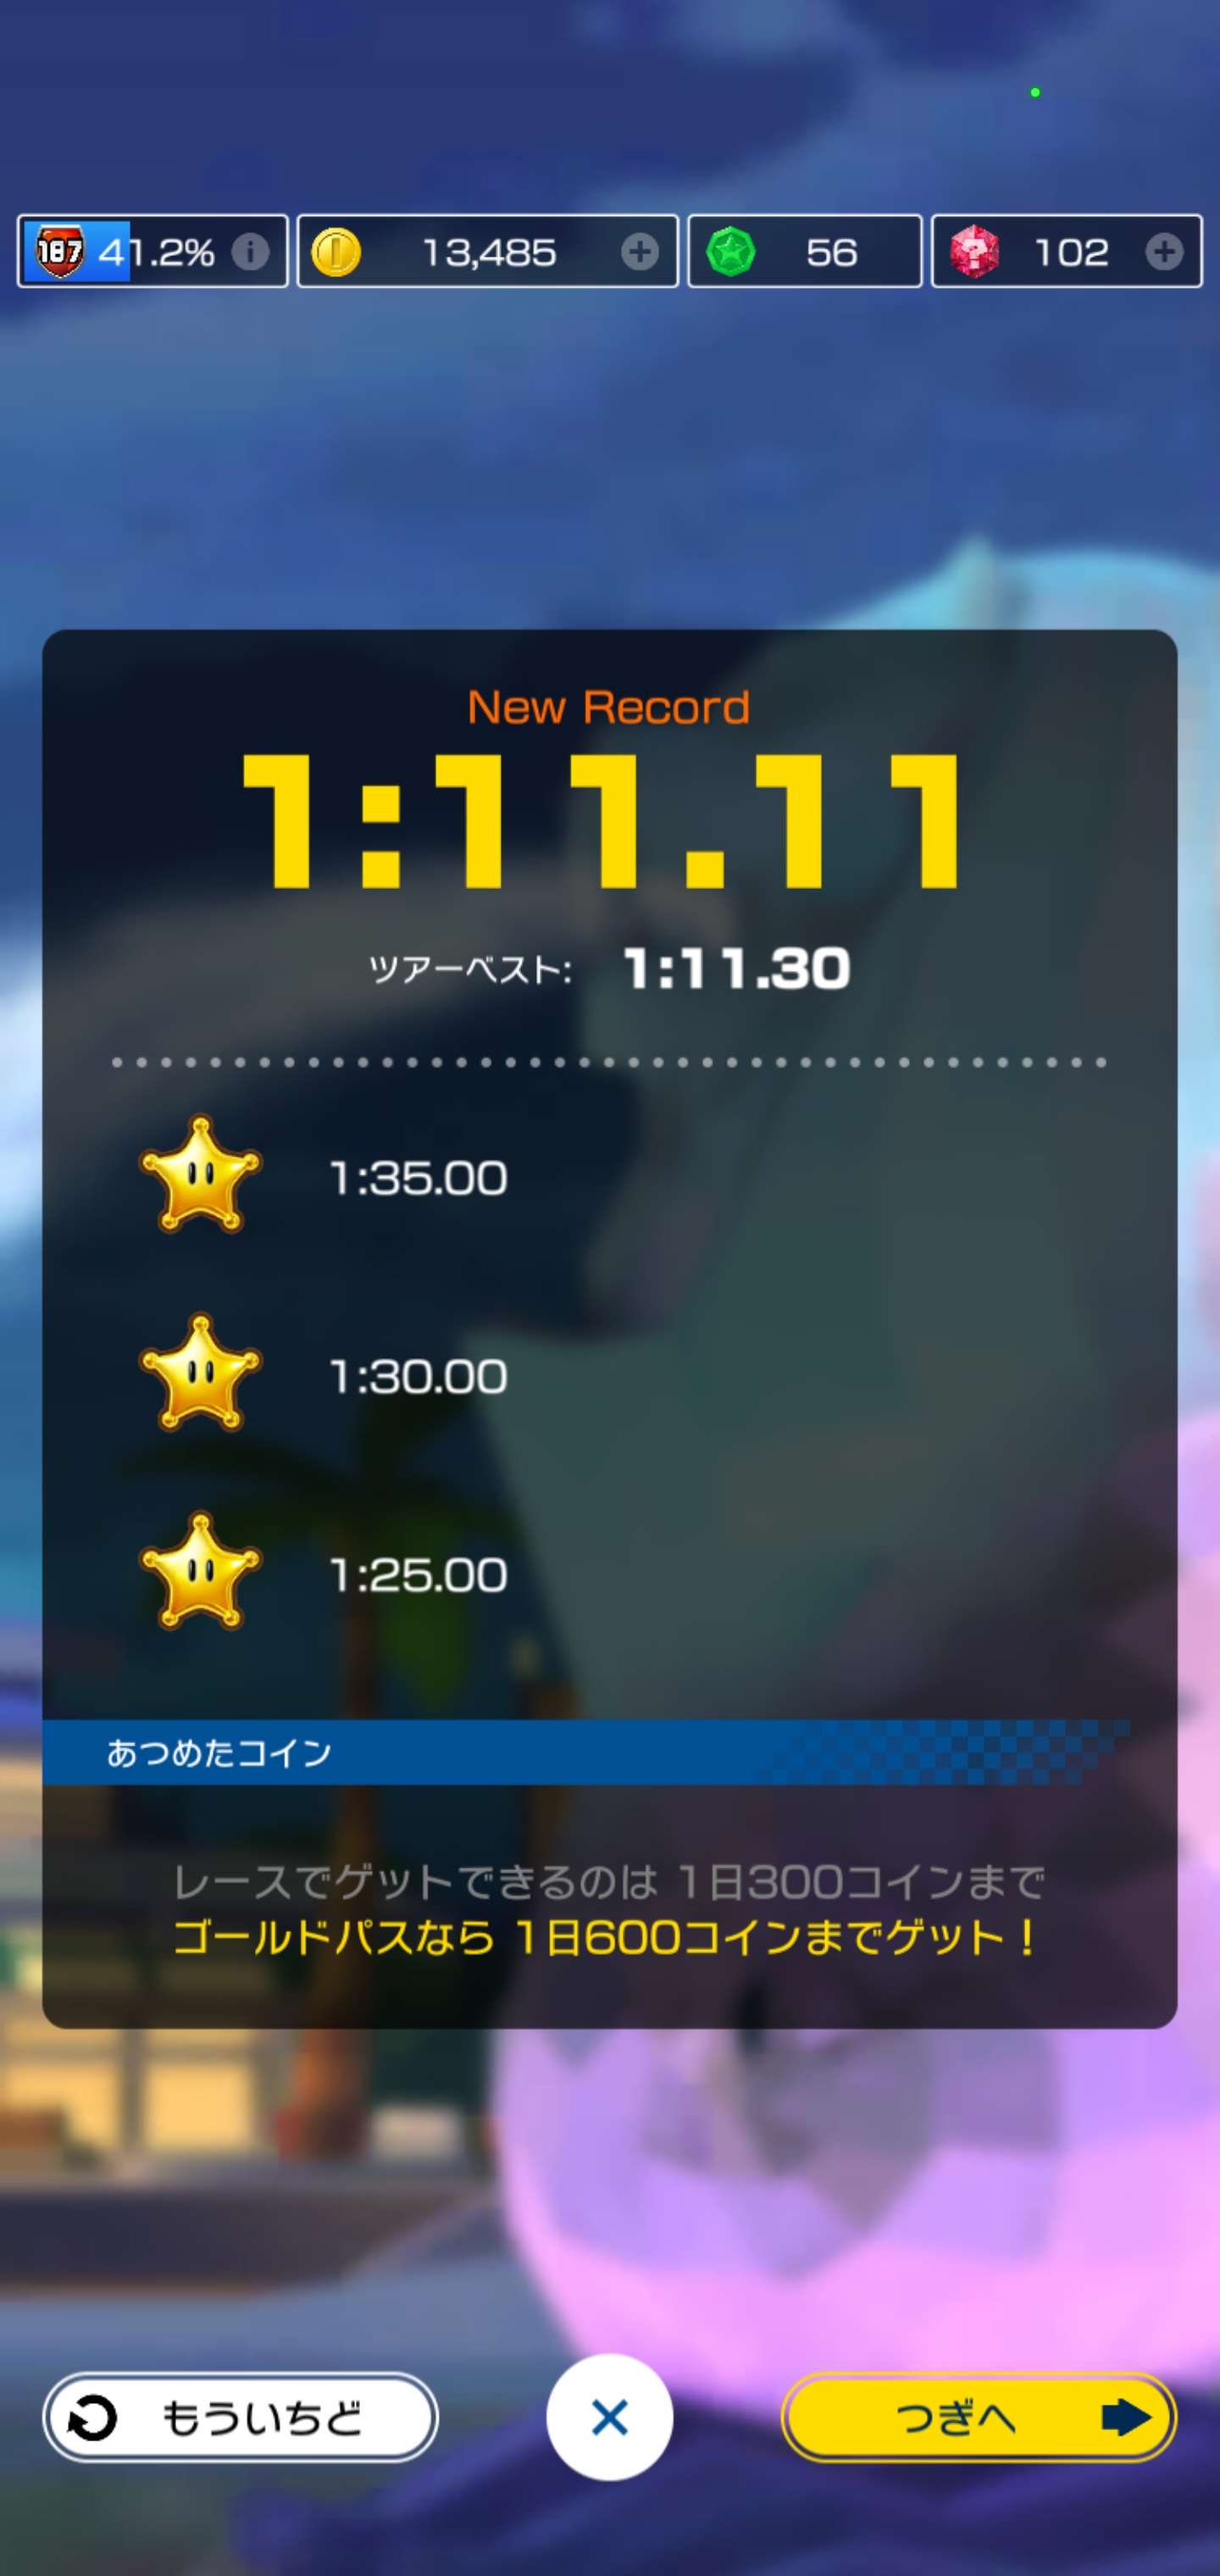 187 41.2% i 13,485 + 56 ? 102 +
New Record
1:11.11
ツアーベスト: 1:11.30
1:35.00
1:30.00
1:25.00
あつめたコイン
レースでゲットできるのは 1日300コインまで
ゴールドパスなら 1日600コインまでゲット！
もういちど × つぎへ